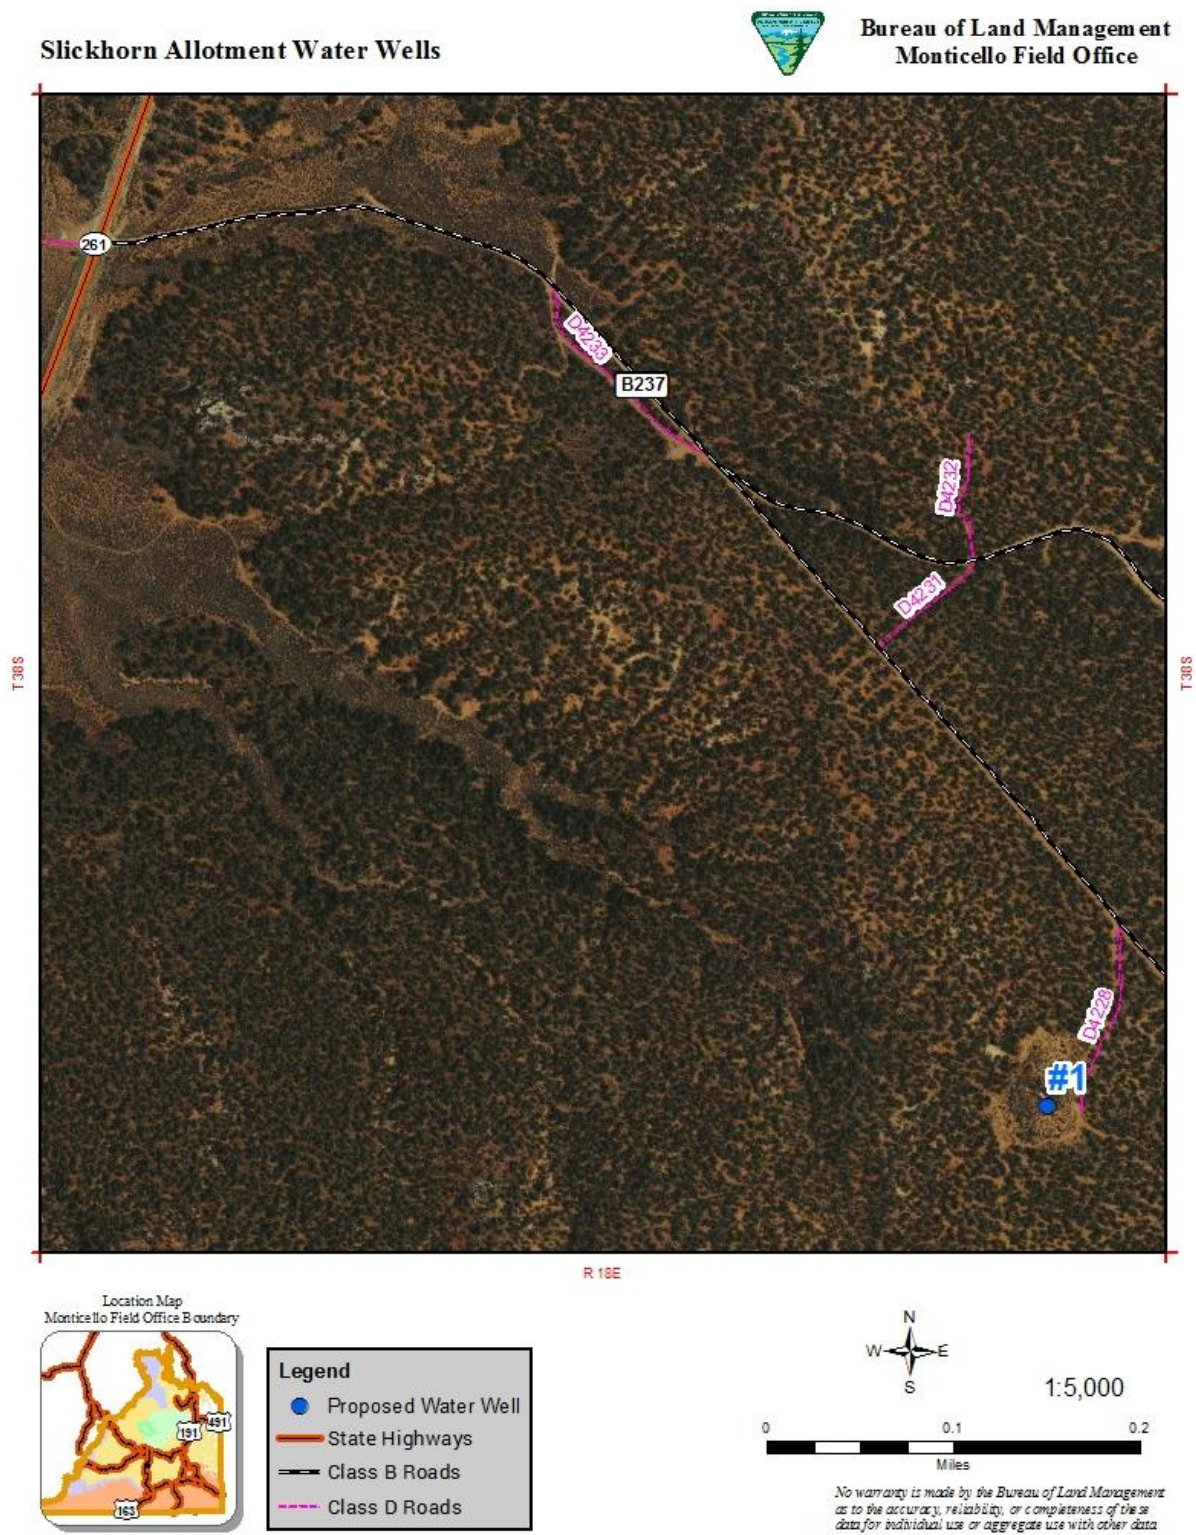 Slickhorn Allotment Water Wells
Bureau of Land Management
Monticello Field Office
261
D4233
B237
D4232
D4231
T38S
T38S
D4228
#1
R 18E
Location Map
Monticello Field Office Boundary
491
191
163
Legend
Proposed Water Well
State Highways
Class B Roads
Class D Roads
N
W
E
S
1:5,000
0
0.1
0.2
Miles
No warranty is made by the Bureau of Land Management
as to the accuracy, reliability, or completeness of these
data for individual use or aggregate use with other data